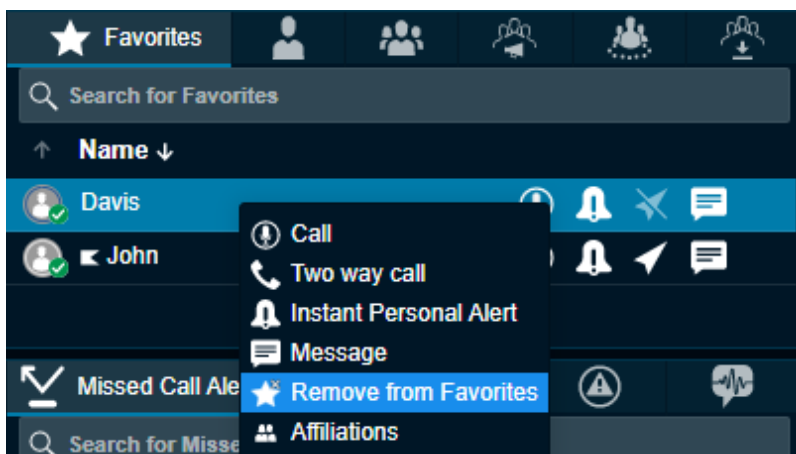 Favorites
Search for Favorites
Name
Davis
Call
John
Two way call
Instant Personal Alert
Message
Missed Call Ale
Remove from Favorites
Affiliations
Search for Misse